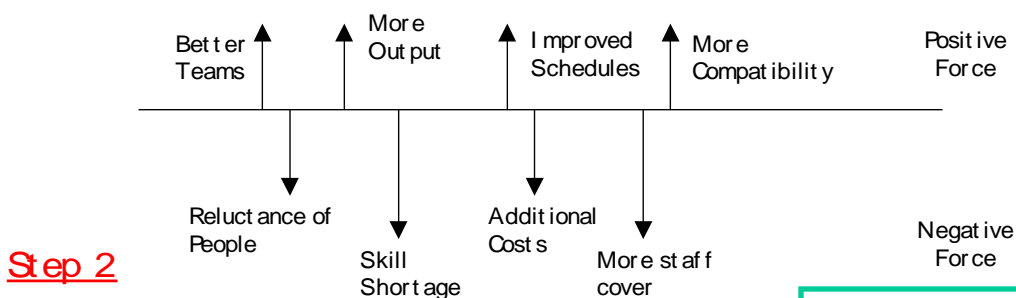 Better
Teams
More
Output
Improved
Schedules
More
Compatibility
Positive
Force
Reluctance of
People
Skill
Shortage
Additional
Costs
More staff
cover
Negative
Force
Step 2